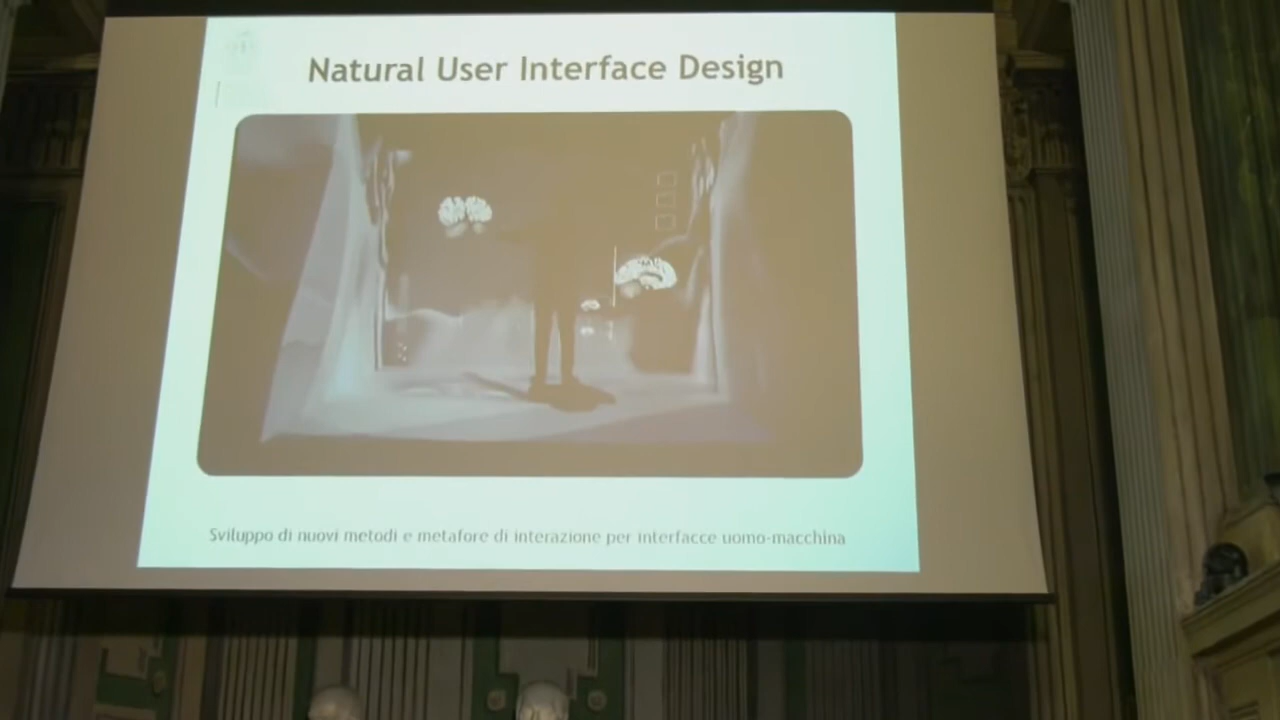 Natural User Interface Design
Sviluppo di nuovi metodi e metafore di interazione per interfacce uomo-macchina